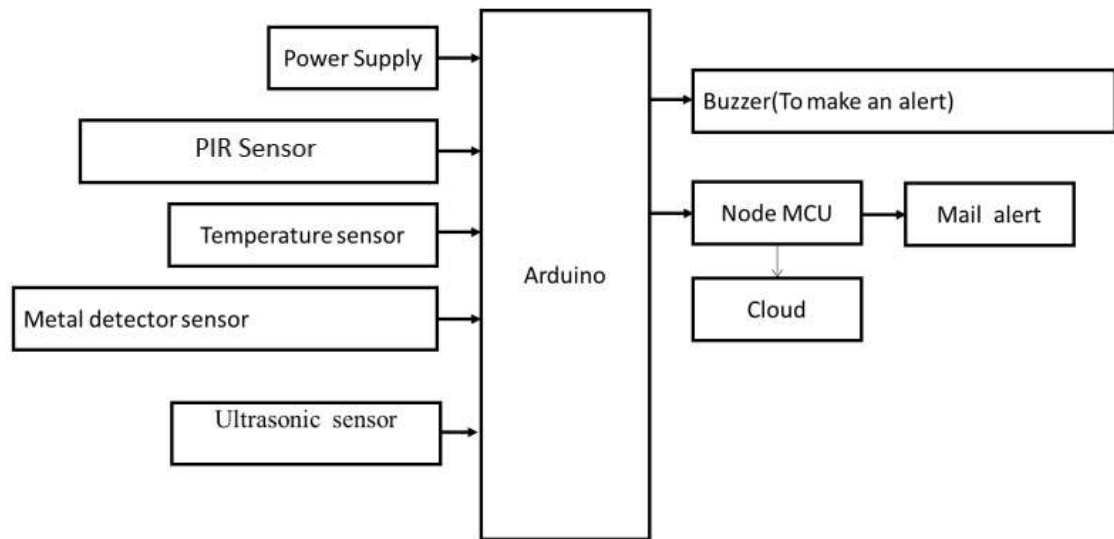 Power Supply
PIR Sensor
Temperature sensor
Metal detector sensor
Ultrasonic sensor
Arduino
Buzzer(To make an alert)
Node MCU
Mail alert
Cloud